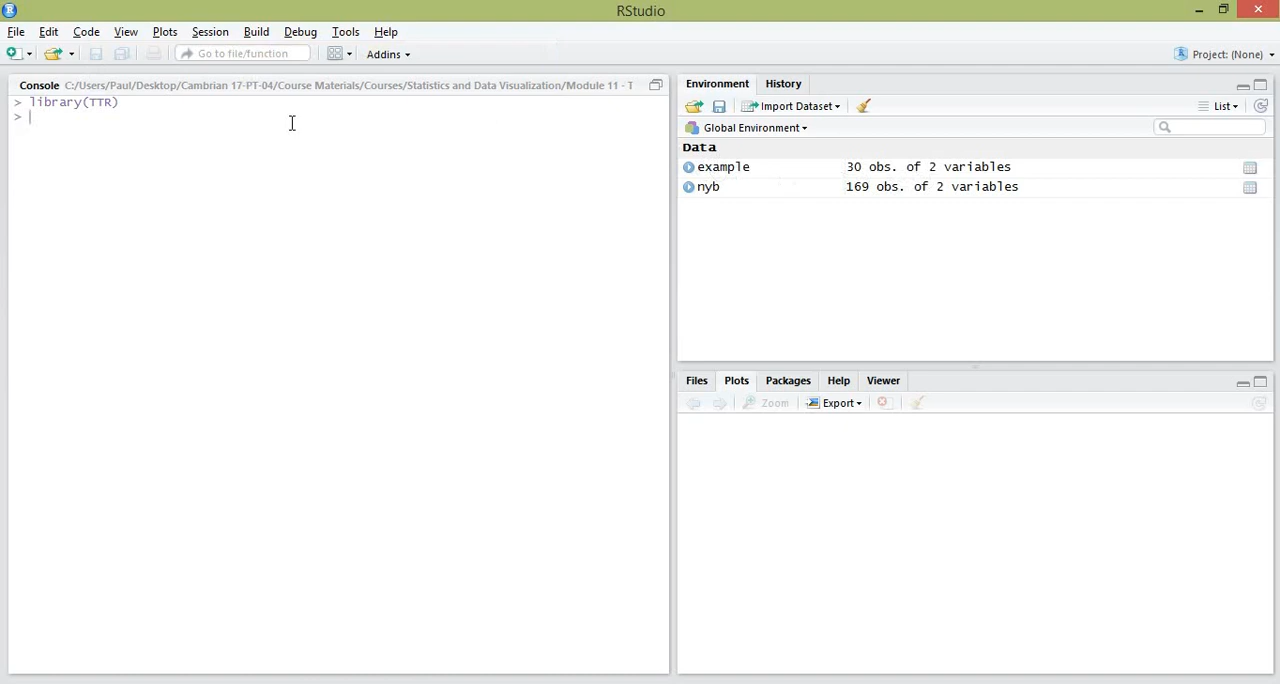 RStudio
File Edit Code View Plots Session Build Debug Tools Help
Go to file/function Addins Project: (None)
Console C:/Users/Paul/Desktop/Cambrian 17-PT-04/Course Materials/Courses/Statistics and Data Visualization/Module 11 - T
> library(TTR)
>
Environment History
Import Dataset List
Global Environment
Data
example 30 obs. of 2 variables
nyb 169 obs. of 2 variables
Files Plots Packages Help Viewer
Zoom Export